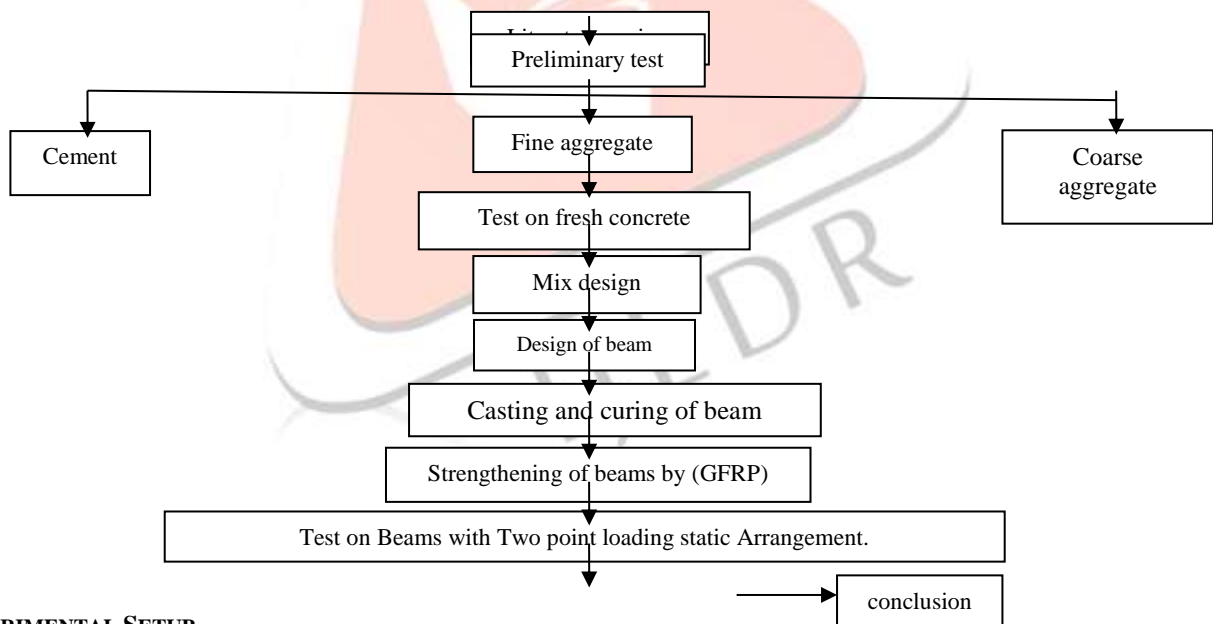 Preliminary test
Cement
Fine aggregate
Coarse
aggregate
Test on fresh concrete
Mix design
Design of beam
Casting and curing of beam
Strengthening of beams by (GFRP)
Test on Beams with Two point loading static Arrangement.
conclusion
RIMENTAL SETUP